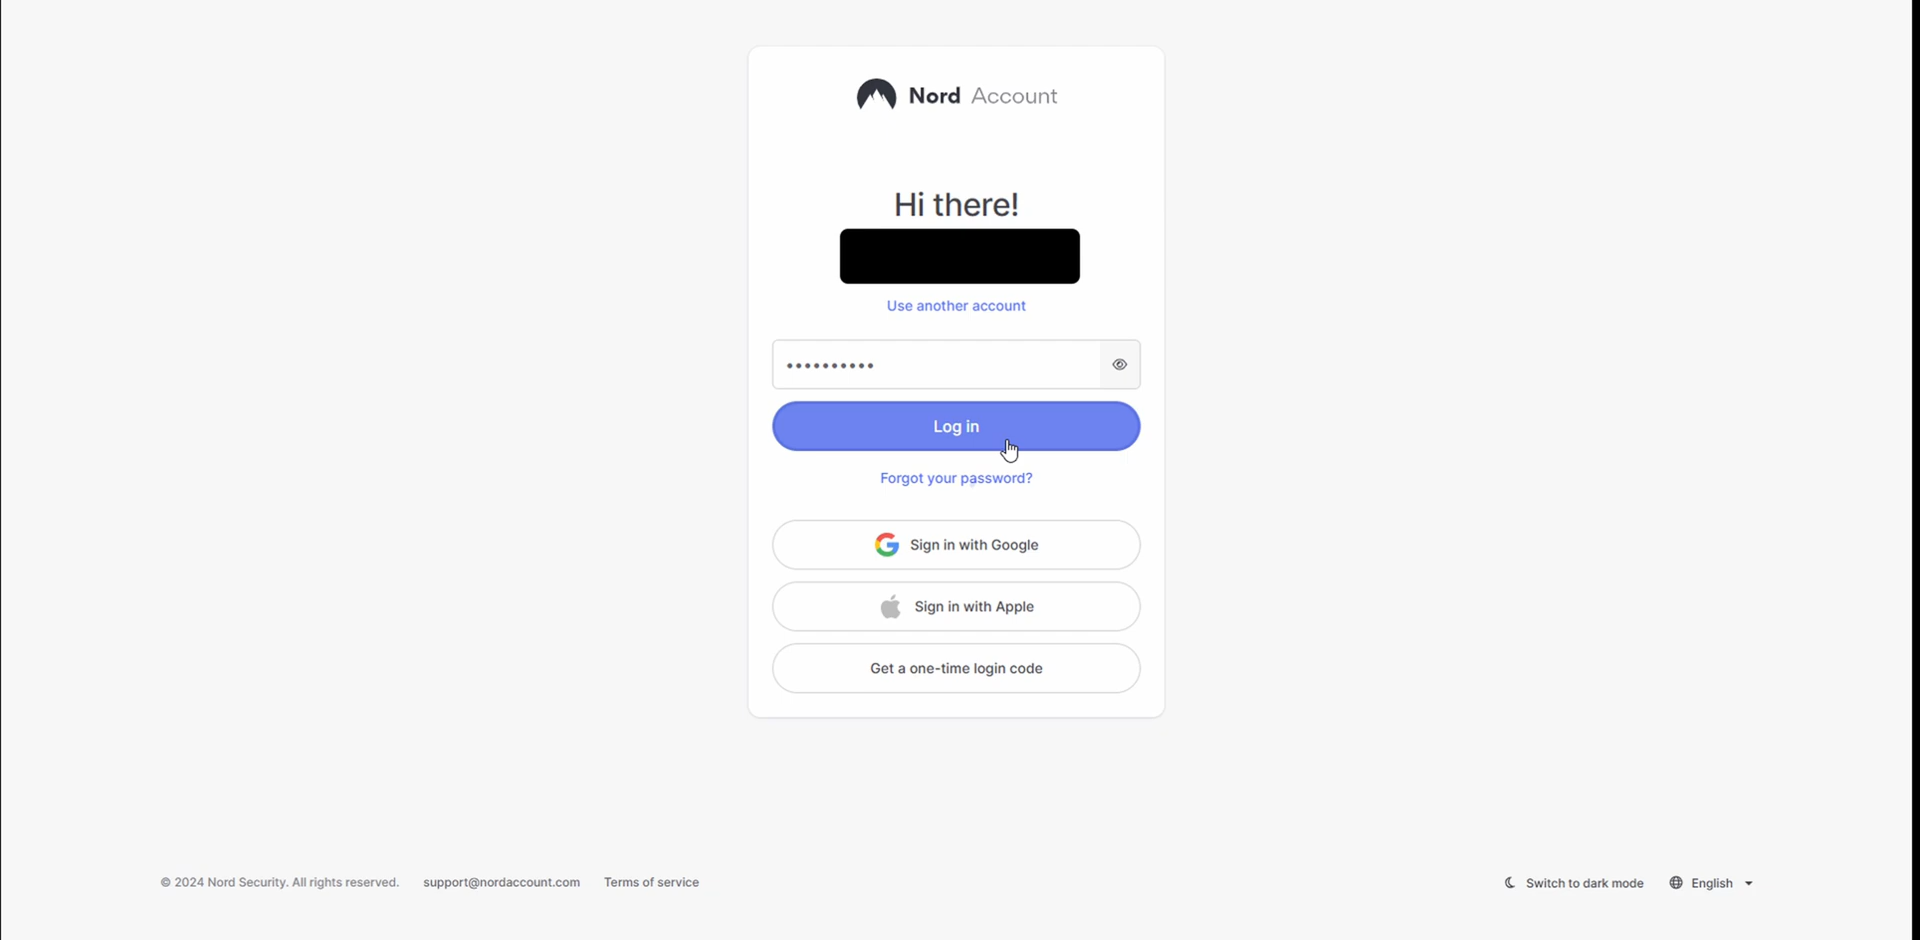 Nord Account
Hi there!
Use another account
••••••••••
Log in
Forgot your password?
Sign in with Google
Sign in with Apple
Get a one-time login code
© 2024 Nord Security. All rights reserved. support@nordaccount.com Terms of service Switch to dark mode English